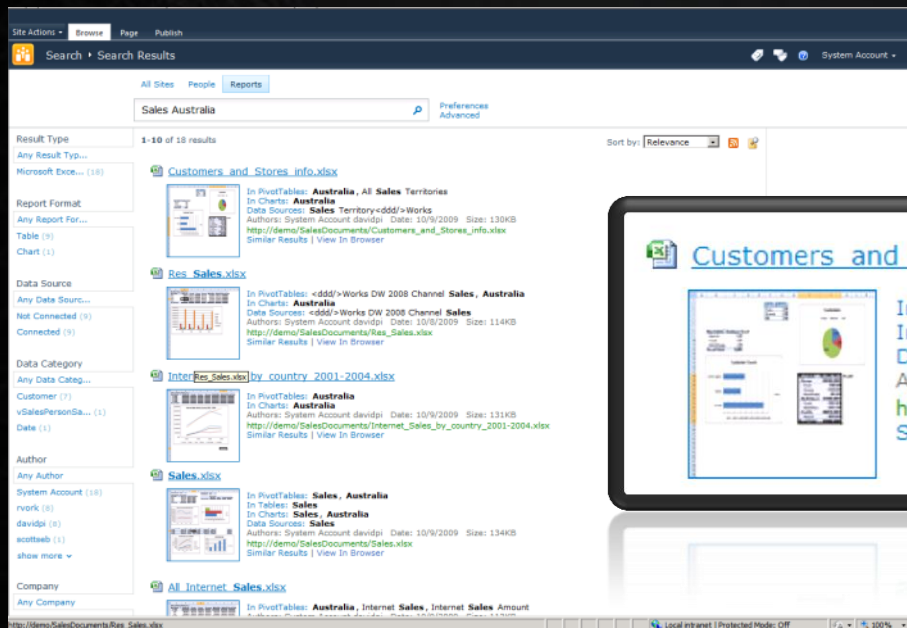 Site Actions Browse Page Publish
Search Search Results System Account
All Sites People Reports
Sales Australia
Preferences
Advanced
1-10 of 18 results
Sort by: Relevance
Result Type
Any Result Typ...
Microsoft Exce... (18)
Report Format
Any Report For...
Table (9)
Chart (1)
Data Source
Any Data Sourc...
Not Connected (9)
Connected (9)
Data Category
Any Data Categ...
Customer (7)
vSalesPersonSa... (1)
Date (1)
Author
Any Author
System Account (18)
rvork (8)
davidpi (8)
scottseb (1)
show more
Company
Any Company
Customers and Stores info.xlsx
In PivotTables: Australia, All Sales Territories
In Charts: Australia
Data Sources: Sales Territory<ddd/>Works
Authors: System Account davidpi Date: 10/9/2009 Size: 130KB
http://demo/SalesDocuments/Customers_and_Stores_info.xlsx
Similar Results | View In Browser
Res Sales.xlsx
In PivotTables: <ddd/>Works DW 2008 Channel Sales, Australia
In Charts: Australia
Data Sources: <ddd/>Works DW 2008 Channel Sales
Authors: System Account davidpi Date: 10/8/2009 Size: 114KB
http://demo/SalesDocuments/Res_Sales.xlsx
Similar Results | View In Browser
Inter Res_Sales.xlsx by country 2001-2004.xlsx
In PivotTables: Australia
In Charts: Australia
Authors: System Account davidpi Date: 10/9/2009 Size: 131KB
http://demo/SalesDocuments/Internet_Sales_by_country_2001-2004.xlsx
Similar Results | View In Browser
Sales.xlsx
In PivotTables: Sales, Australia
In Tables: Sales
In Charts: Sales, Australia
Data Sources: Sales
Authors: System Account davidpi Date: 10/9/2009 Size: 134KB
http://demo/SalesDocuments/Sales.xlsx
Similar Results | View In Browser
All Internet Sales.xlsx
In PivotTables: Australia, Internet Sales, Internet Sales Amount
Customers and
http://demo/SalesDocuments/Res_Sales.xlsx
Local intranet | Protected Mode: Off 100%